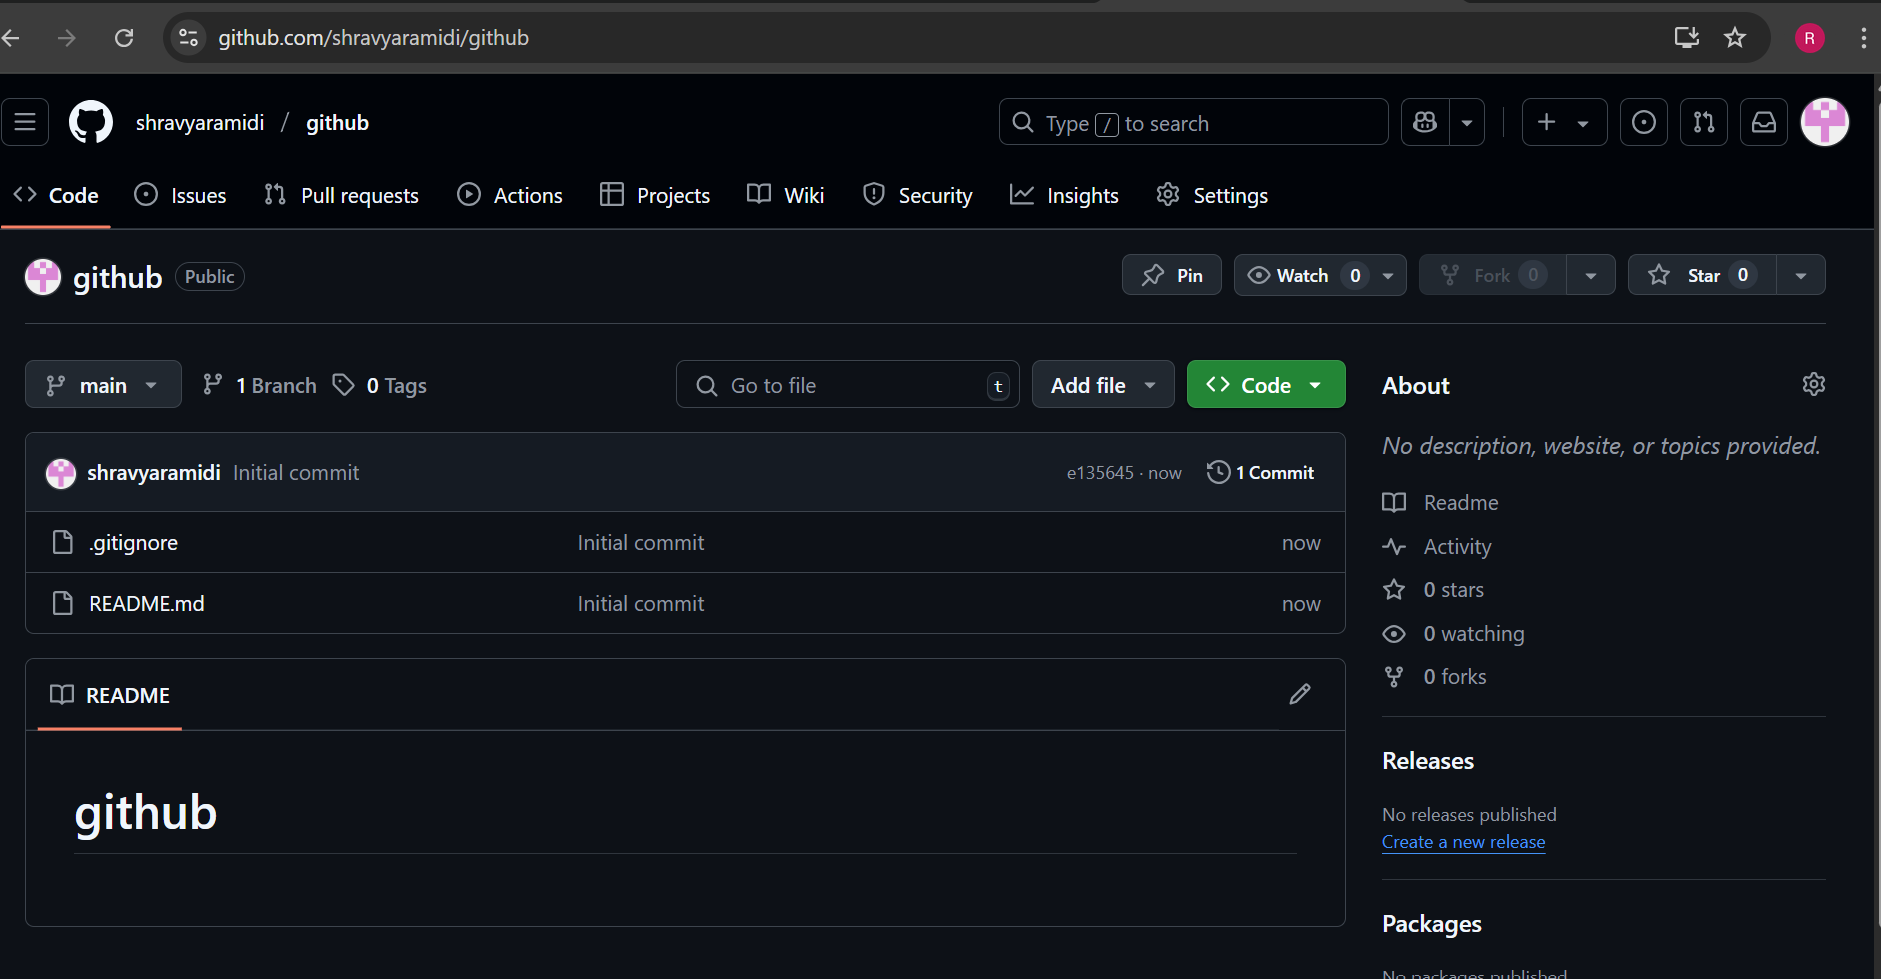 github.com/shravyaramidi/github
R
shravyaramidi / github
Type / to search
Code Issues Pull requests Actions Projects Wiki Security Insights Settings
github Public
Pin Watch 0 Fork 0 Star 0
main 1 Branch 0 Tags Go to file t Add file Code
shravyaramidi Initial commit e135645 · now 1 Commit
.gitignore Initial commit now
README.md Initial commit now
README
github
About
No description, website, or topics provided.
Readme
Activity
0 stars
0 watching
0 forks
Releases
No releases published
Create a new release
Packages
No packages published